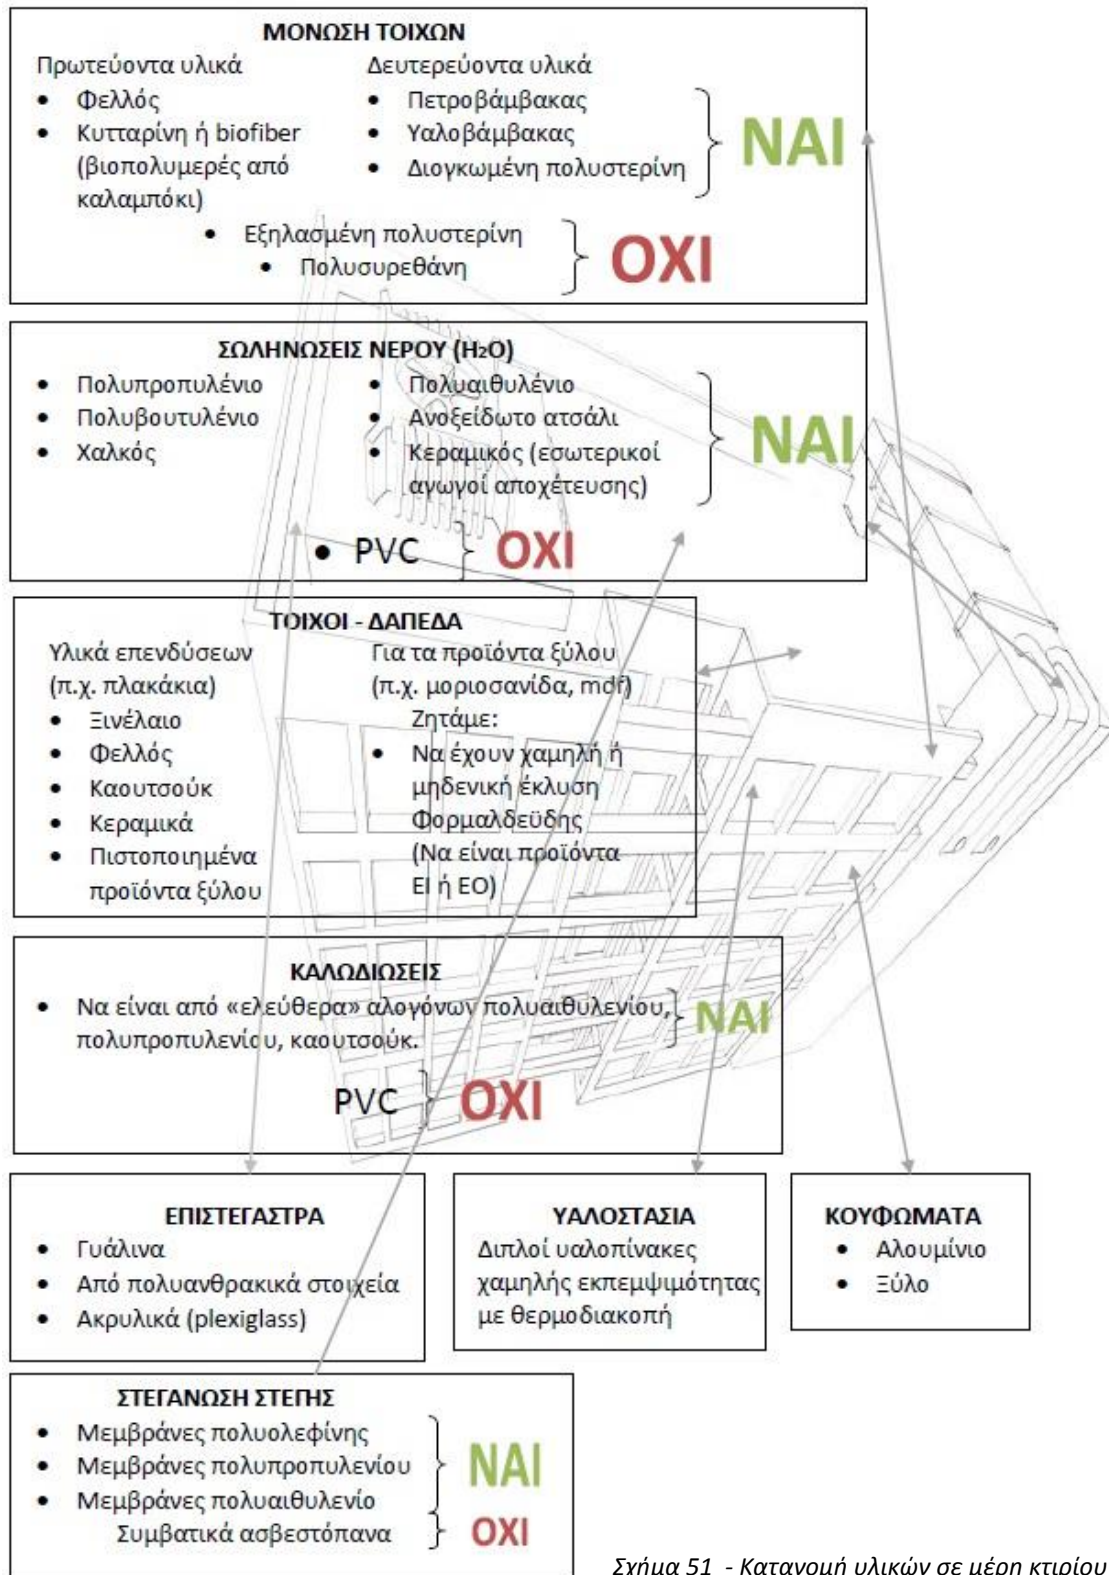 ΜΟΝΩΣΗ ΤΟΙΧΩΝ
Πρωτεύοντα υλικά
• Φελλός
• Κυτταρίνη ή biofiber
(βιοπολυμερές από
καλαμπόκι)
Δευτερεύοντα υλικά
• Πετροβάμβακας
• Υαλοβάμβακας
• Διογκωμένη πολυστερίνη
ΝΑΙ
• Εξηλασμένη πολυστερίνη
• Πολυσυρεθάνη
ΟΧΙ
ΣΩΛΗΝΩΣΕΙΣ ΝΕΡΟΥ (H₂O)
• Πολυπροπυλένιο
• Πολυβουτυλένιο
• Χαλκός
• Πολυαιθυλένιο
• Ανοξείδωτο ατσάλι
• Κεραμικός (εσωτερικοί
αγωγοί αποχέτευσης)
ΝΑΙ
• PVC
ΟΧΙ
ΤΟΙΧΟΙ - ΔΑΠΕΔΑ
Υλικά επενδύσεων
(π.χ. πλακάκια)
• Ξινέλαιο
• Φελλός
• Καουτσούκ
• Κεραμικά
• Πιστοποιημένα
προϊόντα ξύλου
Για τα προϊόντα ξύλου
(π.χ. μοριοσανίδα, mdf)
Ζητάμε:
• Να έχουν χαμηλή ή
μηδενική έκλυση
Φορμαλδεϋδης
(Να είναι προϊόντα
ΕΙ ή ΕΟ)
ΚΑΛΩΔΙΩΣΕΙΣ
• Να είναι από «ελεύθερα» αλογόνων πολυαιθυλενίου,
πολυπροπυλενίου, καουτσούκ.
ΝΑΙ
PVC
ΟΧΙ
ΕΠΙΣΤΕΓΑΣΤΡΑ
• Γυάλινα
• Από πολυανθρακικά στοιχεία
• Ακρυλικά (plexiglass)
ΥΑΛΟΣΤΑΣΙΑ
Διπλοί υαλοπίνακες
χαμηλής εκπεμψιμότητας
με θερμοδιακοπή
ΚΟΥΦΩΜΑΤΑ
• Αλουμίνιο
• Ξύλο
ΣΤΕΓΑΝΩΣΗ ΣΤΕΓΗΣ
• Μεμβράνες πολυολεφίνης
• Μεμβράνες πολυπροπυλενίου
• Μεμβράνες πολυαιθυλενίο
ΝΑΙ
Συμβατικά ασβεστόπανα
ΟΧΙ
Σχήμα 51 - Κατανομή υλικών σε μέρη κτιρίου